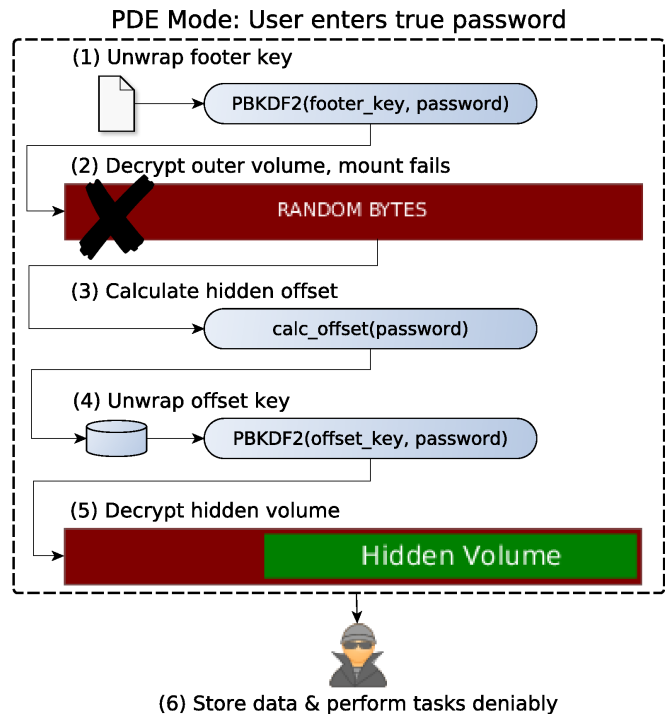 PDE Mode: User enters true password
(1) Unwrap footer key
PBKDF2(footer_key, password)
(2) Decrypt outer volume, mount fails
RANDOM BYTES
(3) Calculate hidden offset
calc_offset(password)
(4) Unwrap offset key
PBKDF2(offset_key, password)
(5) Decrypt hidden volume
Hidden Volume
(6) Store data & perform tasks deniably